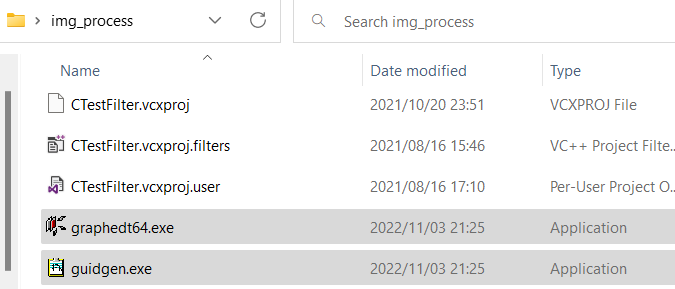 img_process
Search img_process
Name Date modified Type
CTestFilter.vcxproj 2021/10/20 23:51 VCXPROJ File
CTestFilter.vcxproj.filters 2021/08/16 15:46 VC++ Project Filte...
CTestFilter.vcxproj.user 2021/08/16 17:10 Per-User Project O...
graphedt64.exe 2022/11/03 21:25 Application
guidgen.exe 2022/11/03 21:25 Application